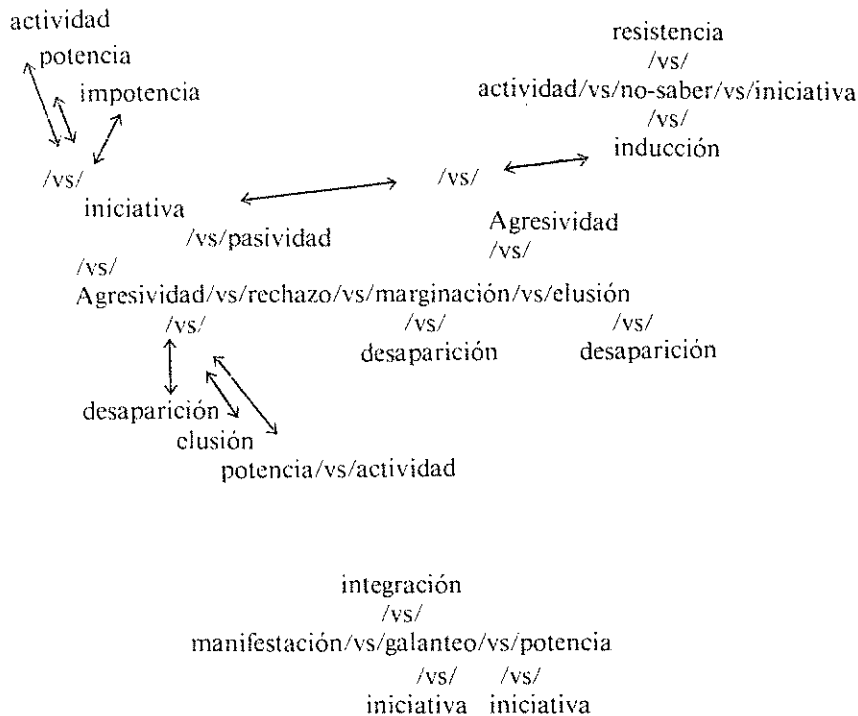 actividad
potencia
impotencia
/vs/
iniciativa
/vs/pasividad
/vs/
resistencia
/vs/
actividad/vs/no-saber/vs/iniciativa
/vs/
inducción
/vs/
Agresividad
/vs/
Agresividad/vs/rechazo/vs/marginación/vs/elusión
/vs/ /vs/ /vs/
desaparición desaparición
desaparición
elusión
potencia/vs/actividad
integración
/vs/
manifestación/vs/galanteo/vs/potencia
/vs/ /vs/
iniciativa iniciativa